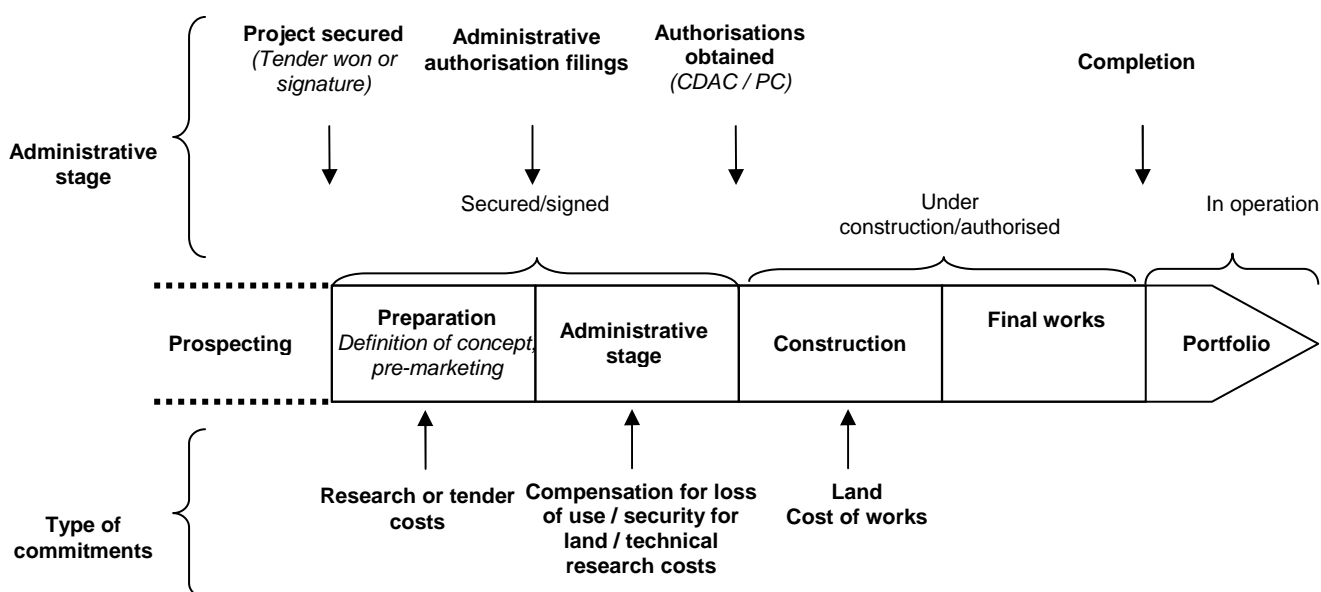 Project secured
(Tender won or
signature)
Administrative
authorisation filings
Authorisations
obtained
(CDAC / PC)
Completion
Administrative
stage
Secured/signed
Under
construction/authorised
In operation
Prospecting
Preparation
Definition of concept,
pre-marketing
Administrative
stage
Construction
Final works
Portfolio
Type of
commitments
Research or tender
costs
Compensation for loss
of use / security for
land / technical
research costs
Land
Cost of works